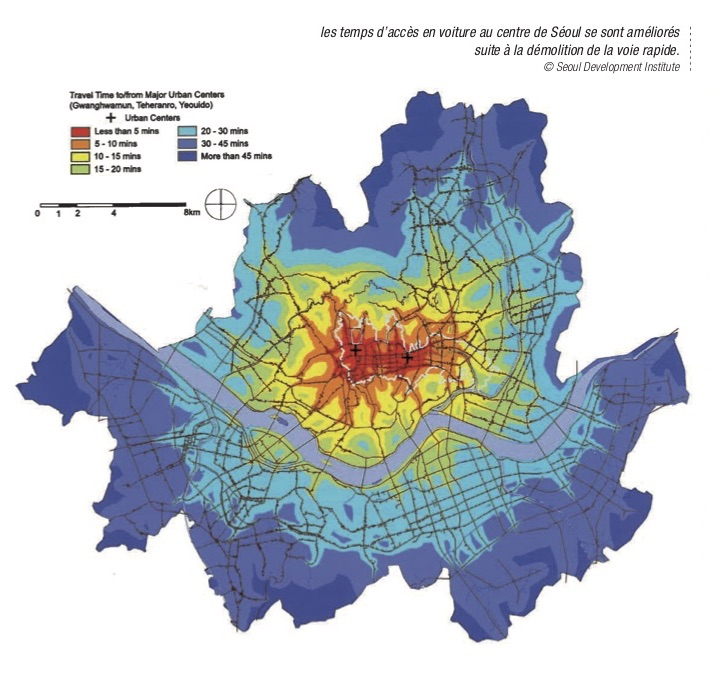 les temps d'accès en voiture au centre de Séoul se sont améliorés
suite à la démolition de la voie rapide.
© Seoul Development Institute
Travel Time to/from Major Urban Centers
(Gwanghwamun, Teheranro, Yeouido)
Urban Centers
Less than 5 mins
5 - 10 mins
10 - 15 mins
15 - 20 mins
20 - 30 mins
30 - 45 mins
More than 45 mins
0 1 2 4 8km